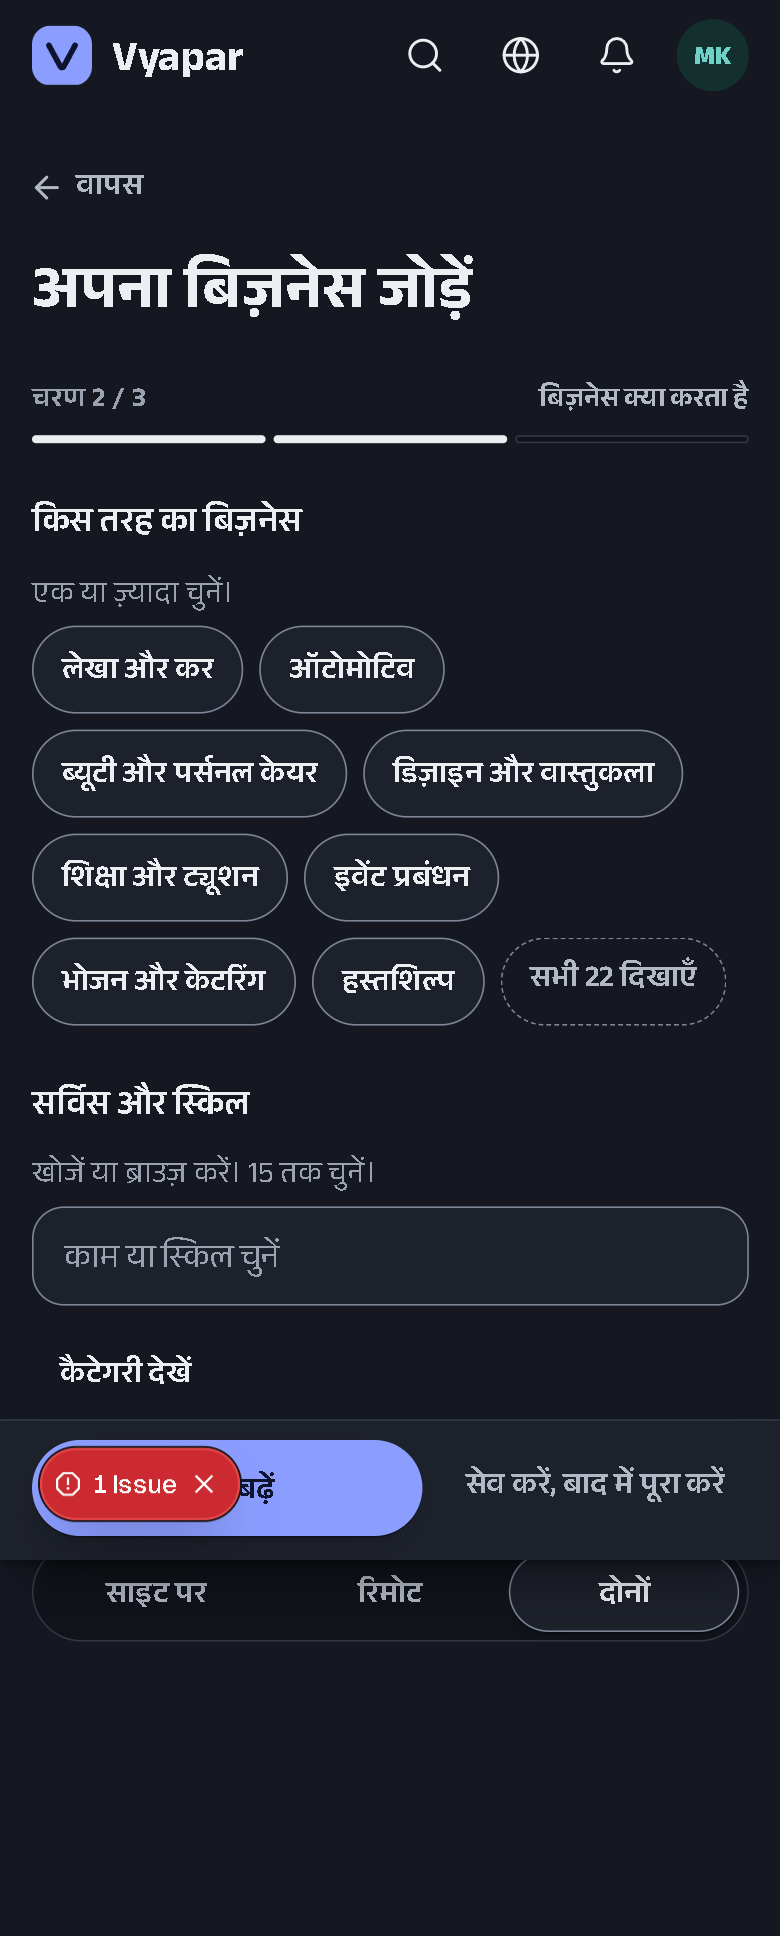 Vyapar
MK
वापस
अपना बिज़नेस जोड़ें
चरण 2 / 3
बिज़नेस क्या करता है
किस तरह का बिज़नेस
एक या ज़्यादा चुनें।
लेखा और कर
ऑटोमोटिव
ब्यूटी और पर्सनल केयर
डिज़ाइन और वास्तुकला
शिक्षा और ट्यूशन
इवेंट प्रबंधन
भोजन और केटरिंग
हस्तशिल्प
सभी 22 दिखाएँ
सर्विस और स्किल
खोजें या ब्राउज़ करें। 15 तक चुनें।
काम या स्किल चुनें
कैटेगरी देखें
1 Issue
बढ़ें
सेव करें, बाद में पूरा करें
साइट पर
रिमोट
दोनों